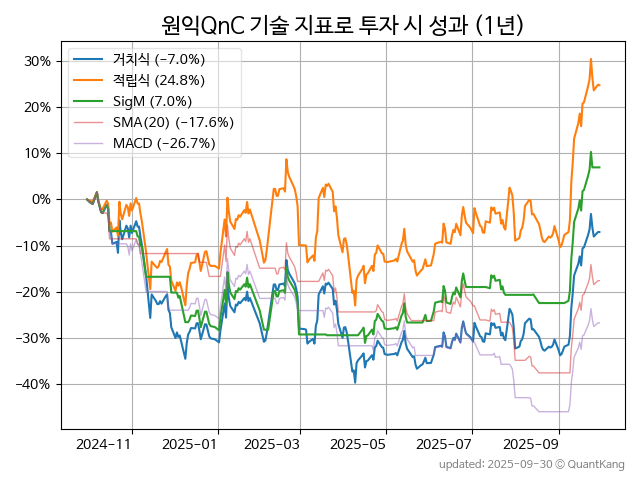 원익QnC 기술 지표로 투자 시 성과 (1년)
거치식 (−7.0%)
적립식 (24.8%)
SigM (7.0%)
SMA(20) (−17.6%)
MACD (−26.7%)
30%
20%
10%
0%
−10%
−20%
−30%
−40%
2024−11 2025−01 2025−03 2025−05 2025−07 2025−09
updated: 2025-09-30 © QuantKang